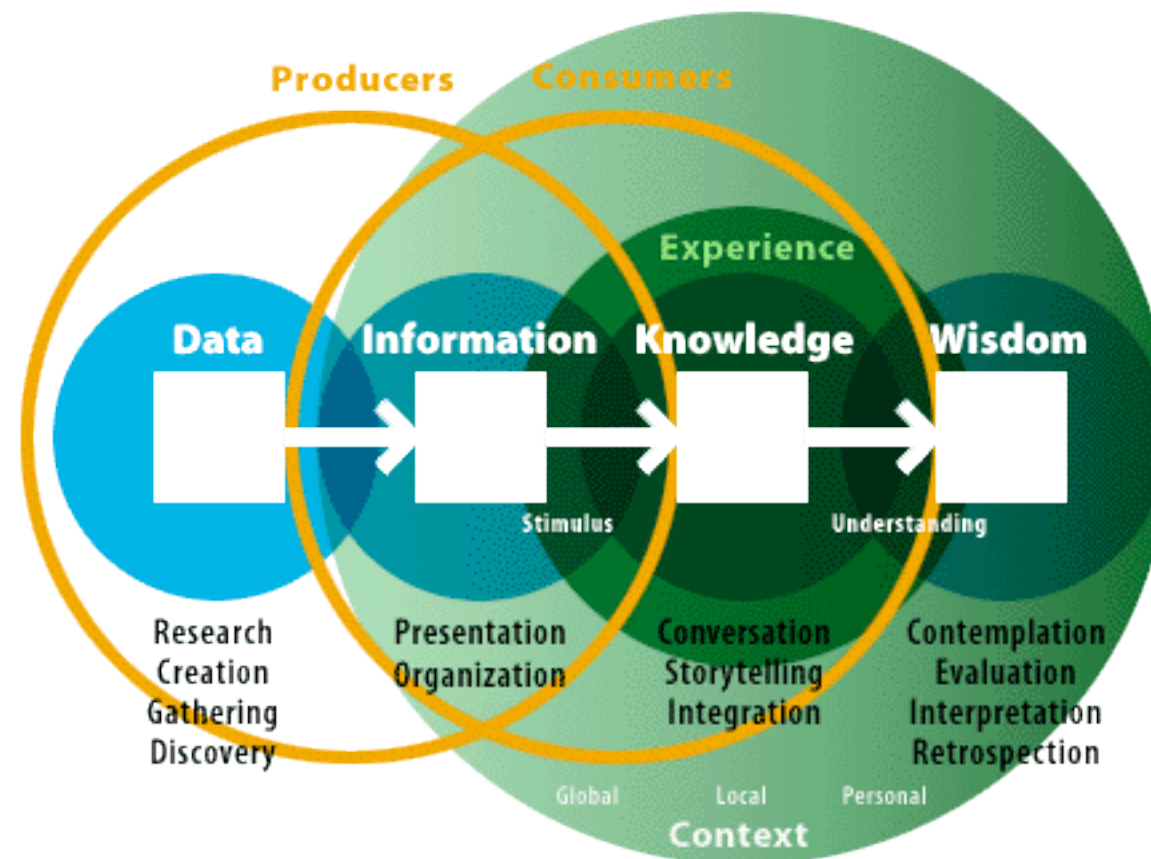 Producers Consumers
Experience
Data Information Knowledge Wisdom
Stimulus Understanding
Research
Creation
Gathering
Discovery
Presentation
Organization
Conversation
Storytelling
Integration
Contemplation
Evaluation
Interpretation
Retrospection
Global Local Personal
Context